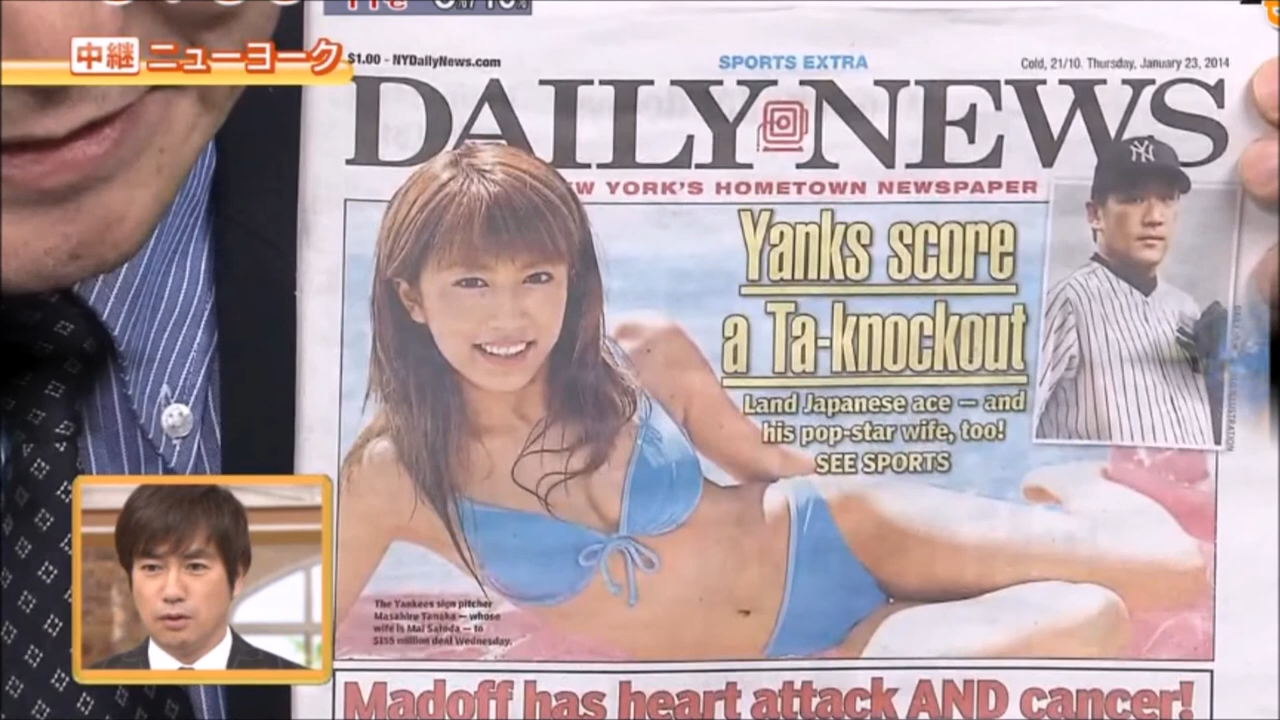 中継 ニューヨーク
$1.00 - NYDailyNews.com
SPORTS EXTRA
Cold, 21/10. Thursday, January 23, 2014
DAILY NEWS
YORK'S HOMETOWN NEWSPAPER
NY
Yanks score
a Ta-knockout
Land Japanese ace — and
his pop-star wife, too!
SEE SPORTS
The Yankees sign pitcher
Masahiro Tanaka — whose
wife is Mai Satoda — to
$155 million deal Wednesday.
Madoff has heart attack AND cancer!